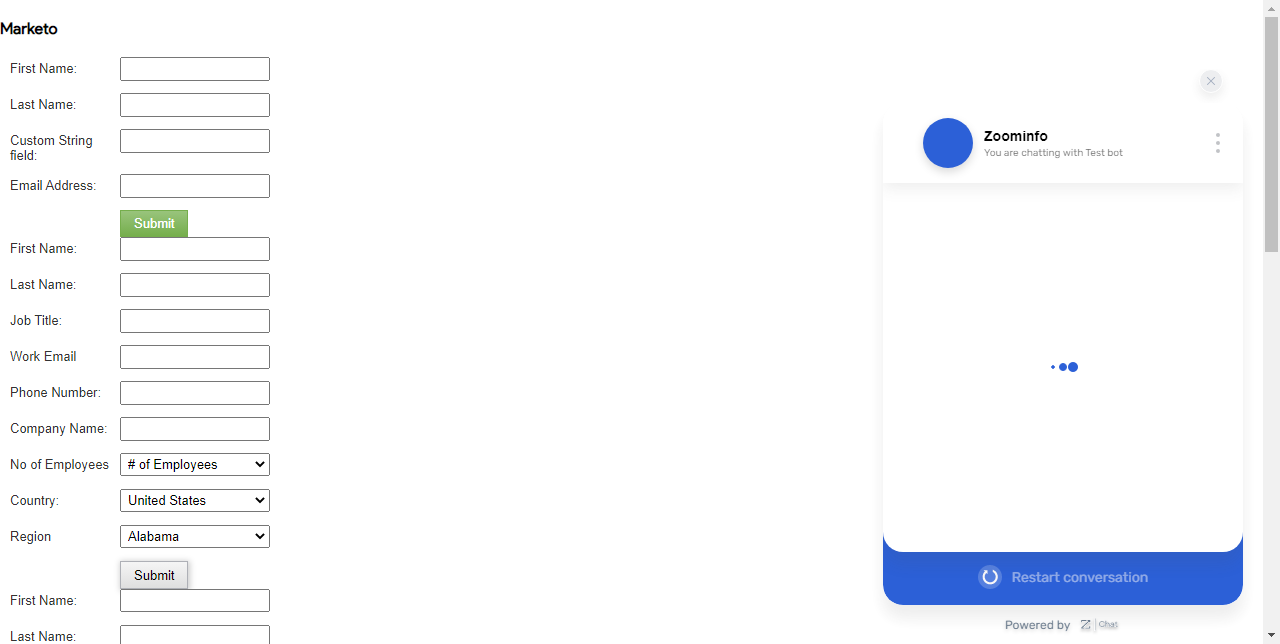 Marketo
First Name:
Last Name:
Custom String
field:
Email Address:
Submit
First Name:
Last Name:
Job Title:
Work Email
Phone Number:
Company Name:
No of Employees
# of Employees
Country:
United States
Region
Alabama
Submit
First Name:
Last Name:
Zoominfo
You are chatting with Test bot
Restart conversation
Powered by Z Chat